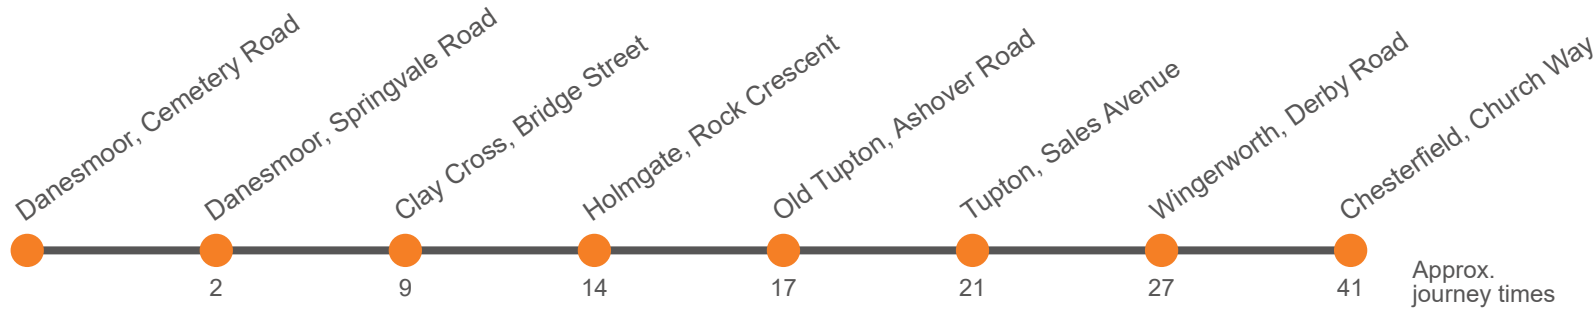 Danesmoor, Cemetery Road
Danesmoor, Springvale Road
Clay Cross, Bridge Street
Holmgate, Rock Crescent
Old Tupton, Ashover Road
Tupton, Sales Avenue
Wingerworth, Derby Road
Chesterfield, Church Way
2
9
14
17
21
27
41
Approx.
journey times